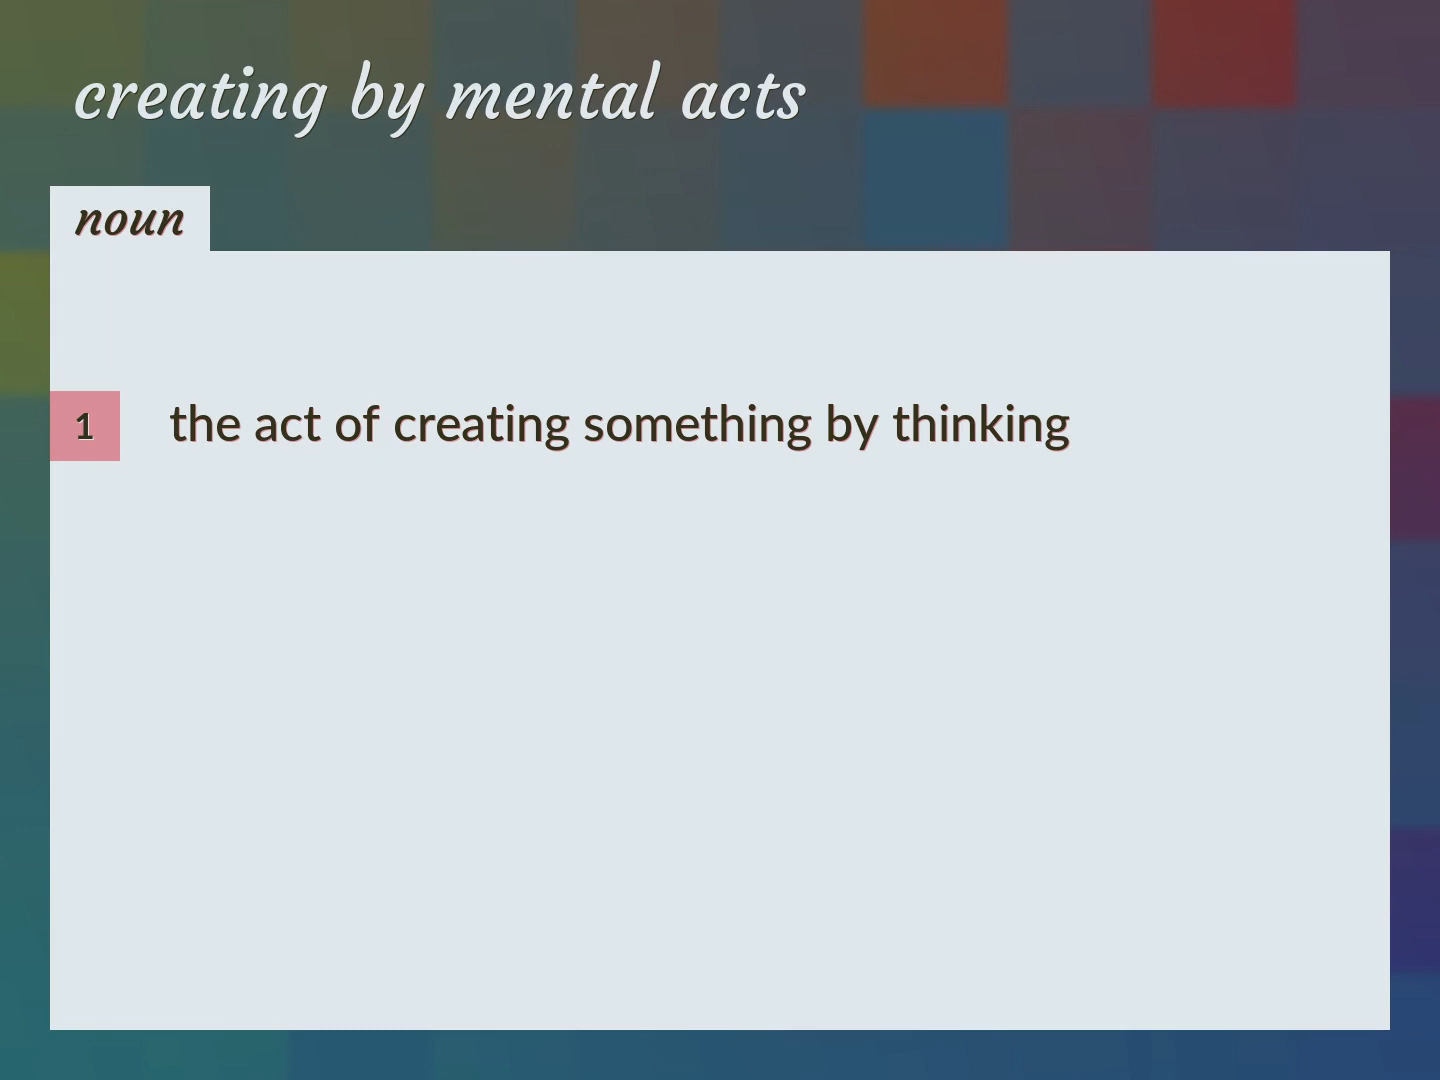 creating by mental acts
noun
1 the act of creating something by thinking